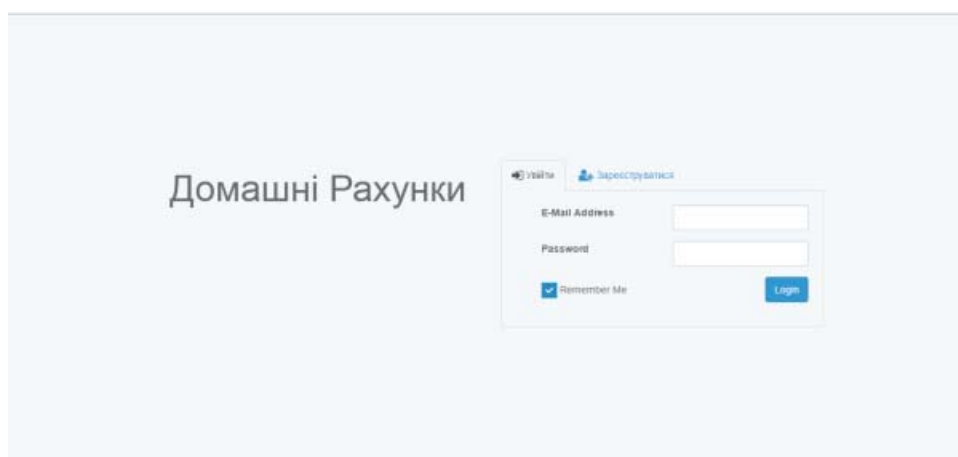 Домашні Рахунки
Увійти Зареєструватися
E-Mail Address
Password
Remember Me Login